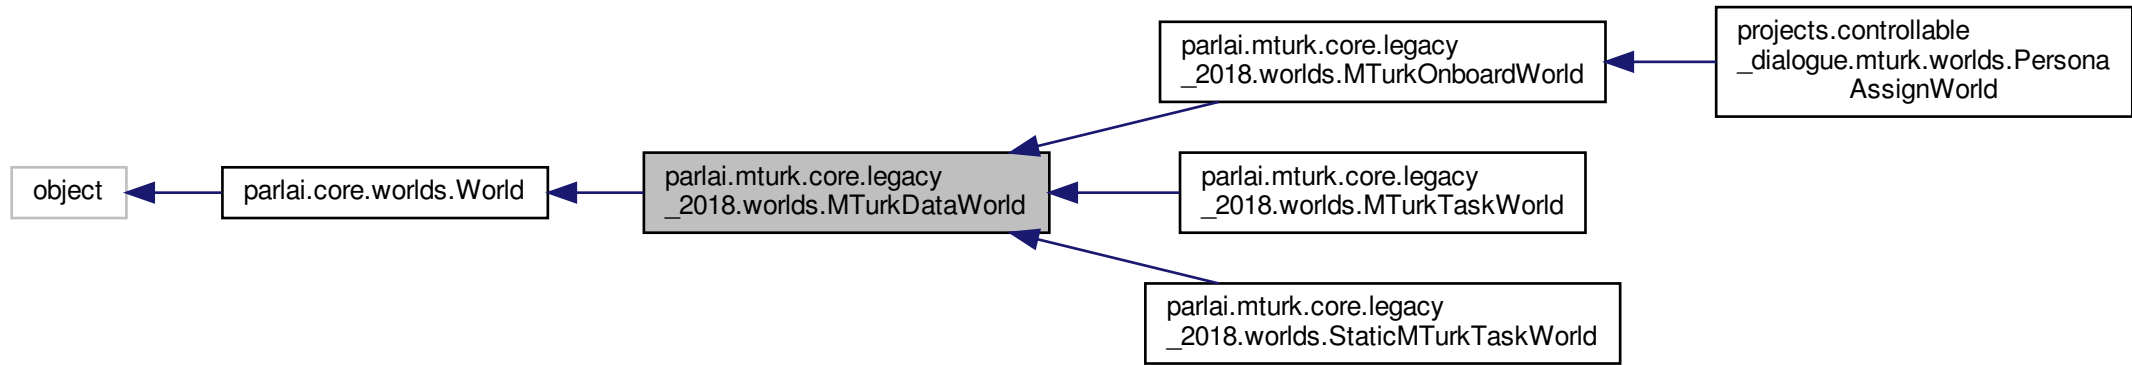 object
parlai.core.worlds.World
parlai.mturk.core.legacy
_2018.worlds.MTurkDataWorld
parlai.mturk.core.legacy
_2018.worlds.MTurkOnboardWorld
projects.controllable
_dialogue.mturk.worlds.Persona
AssignWorld
parlai.mturk.core.legacy
_2018.worlds.MTurkTaskWorld
parlai.mturk.core.legacy
_2018.worlds.StaticMTurkTaskWorld